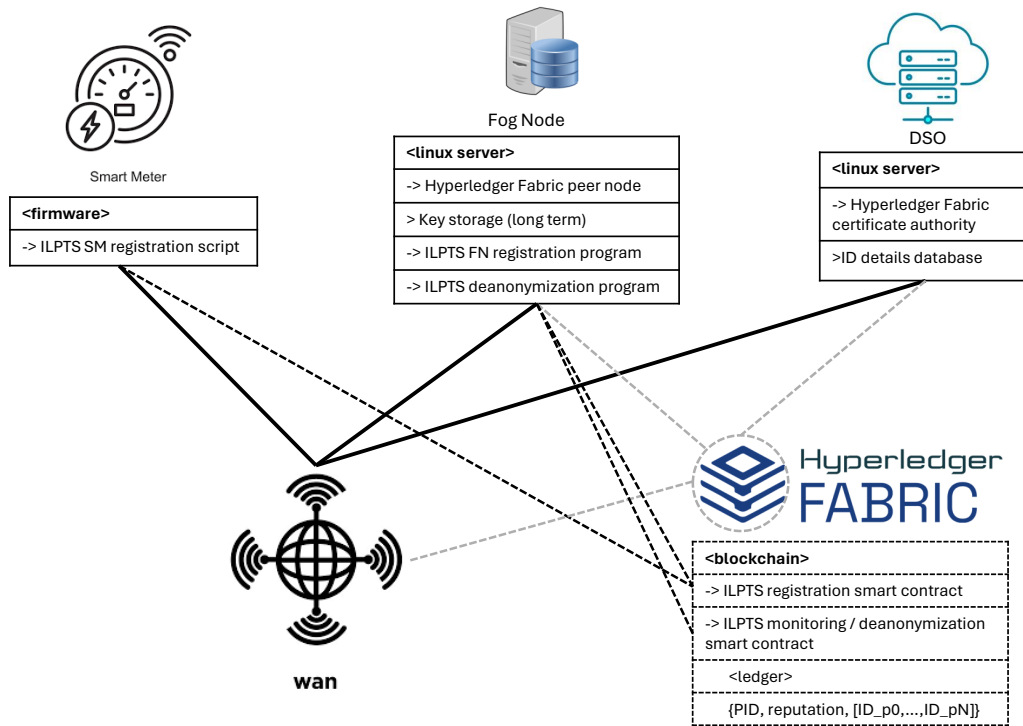 Smart Meter
<firmware>
-> ILPTS SM registration script
Fog Node
<linux server>
-> Hyperledger Fabric peer node
> Key storage (long term)
-> ILPTS FN registration program
-> ILPTS deanonymization program
DSO
<linux server>
-> Hyperledger Fabric
certificate authority
>ID details database
wan
Hyperledger
FABRIC
<blockchain>
-> ILPTS registration smart contract
-> ILPTS monitoring / deanonymization
smart contract
<ledger>
{PID, reputation, [ID_p0,...,ID_pN]}